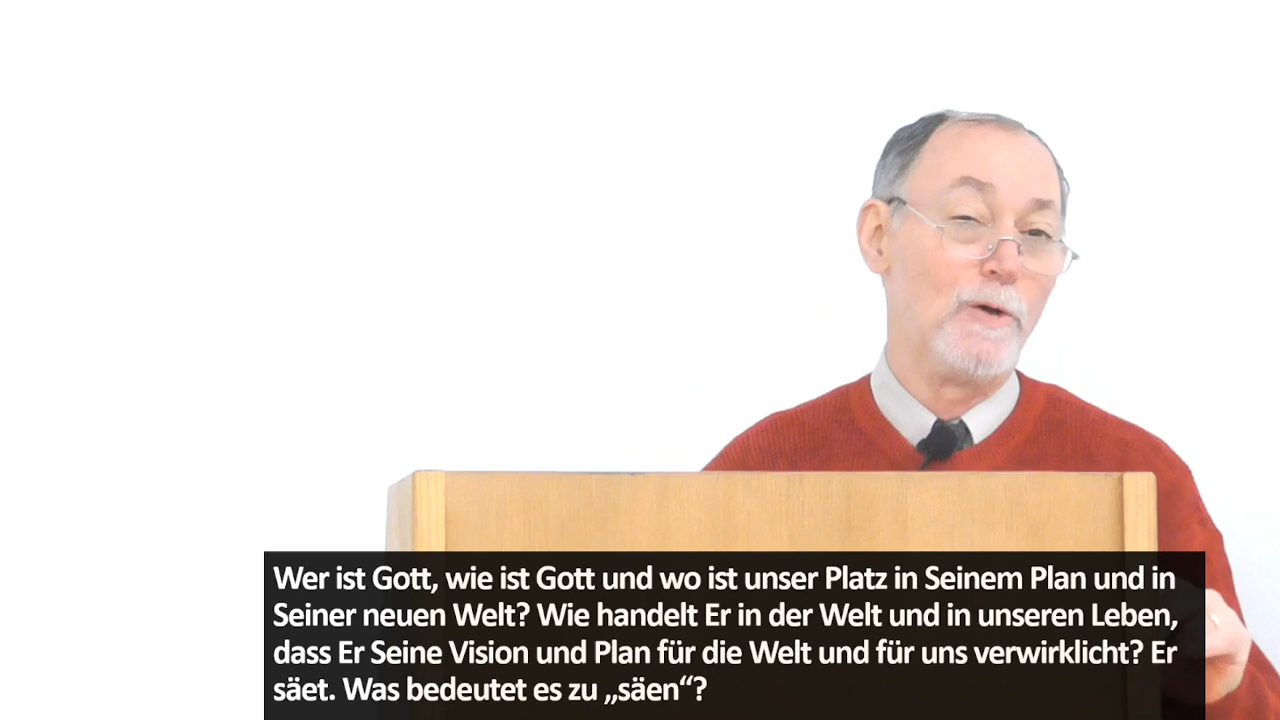 Wer ist Gott, wie ist Gott und wo ist unser Platz in Seinem Plan und in
Seiner neuen Welt? Wie handelt Er in der Welt und in unseren Leben,
dass Er Seine Vision und Plan für die Welt und für uns verwirklicht? Er
säet. Was bedeutet es zu „säen“?